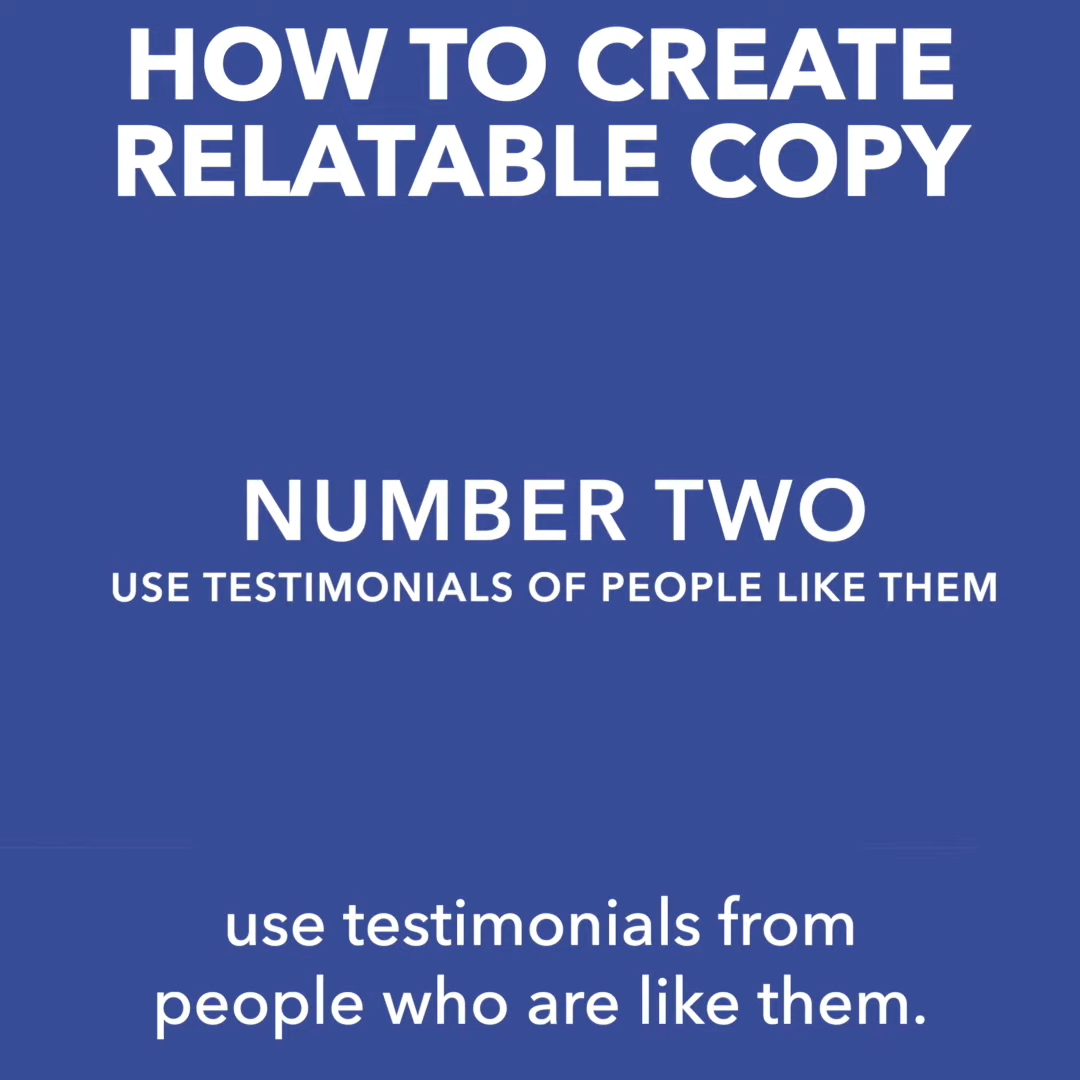 HOW TO CREATE
RELATABLE COPY
NUMBER TWO
USE TESTIMONIALS OF PEOPLE LIKE THEM
use testimonials from
people who are like them.